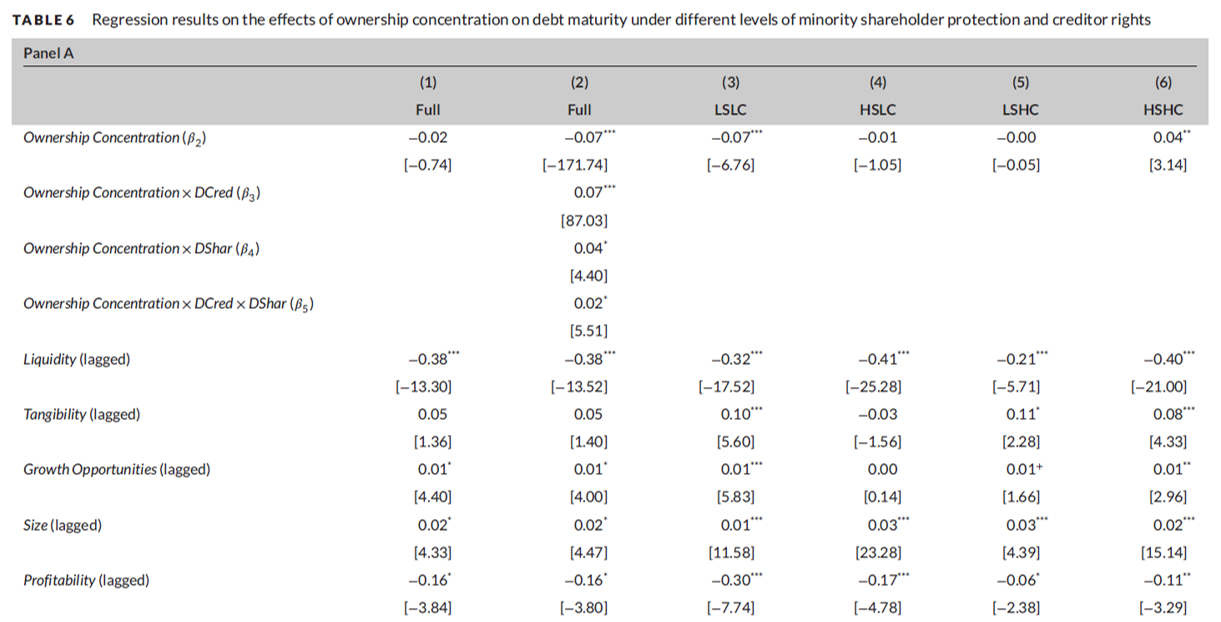 TABLE 6 Regression results on the effects of ownership concentration on debt maturity under different levels of minority shareholder protection and creditor rights
Panel A
(1) (2) (3) (4) (5) (6)
Full Full LSLC HSLC LSHC HSHC
Ownership Concentration (β₂) −0.02 −0.07*** −0.07*** −0.01 −0.00 0.04**
[−0.74] [−171.74] [−6.76] [−1.05] [−0.05] [3.14]
Ownership Concentration × DCred (β₃) 0.07***
[87.03]
Ownership Concentration × DShar (β₄) 0.04*
[4.40]
Ownership Concentration × DCred × DShar (β₅) 0.02*
[5.51]
Liquidity (lagged) −0.38*** −0.38*** −0.32*** −0.41*** −0.21*** −0.40***
[−13.30] [−13.52] [−17.52] [−25.28] [−5.71] [−21.00]
Tangibility (lagged) 0.05 0.05 0.10*** −0.03 0.11* 0.08***
[1.36] [1.40] [5.60] [−1.56] [2.28] [4.33]
Growth Opportunities (lagged) 0.01* 0.01* 0.01*** 0.00 0.01+ 0.01**
[4.40] [4.00] [5.83] [0.14] [1.66] [2.96]
Size (lagged) 0.02* 0.02* 0.01*** 0.03*** 0.03*** 0.02***
[4.33] [4.47] [11.58] [23.28] [4.39] [15.14]
Profitability (lagged) −0.16* −0.16* −0.30*** −0.17*** −0.06* −0.11**
[−3.84] [−3.80] [−7.74] [−4.78] [−2.38] [−3.29]